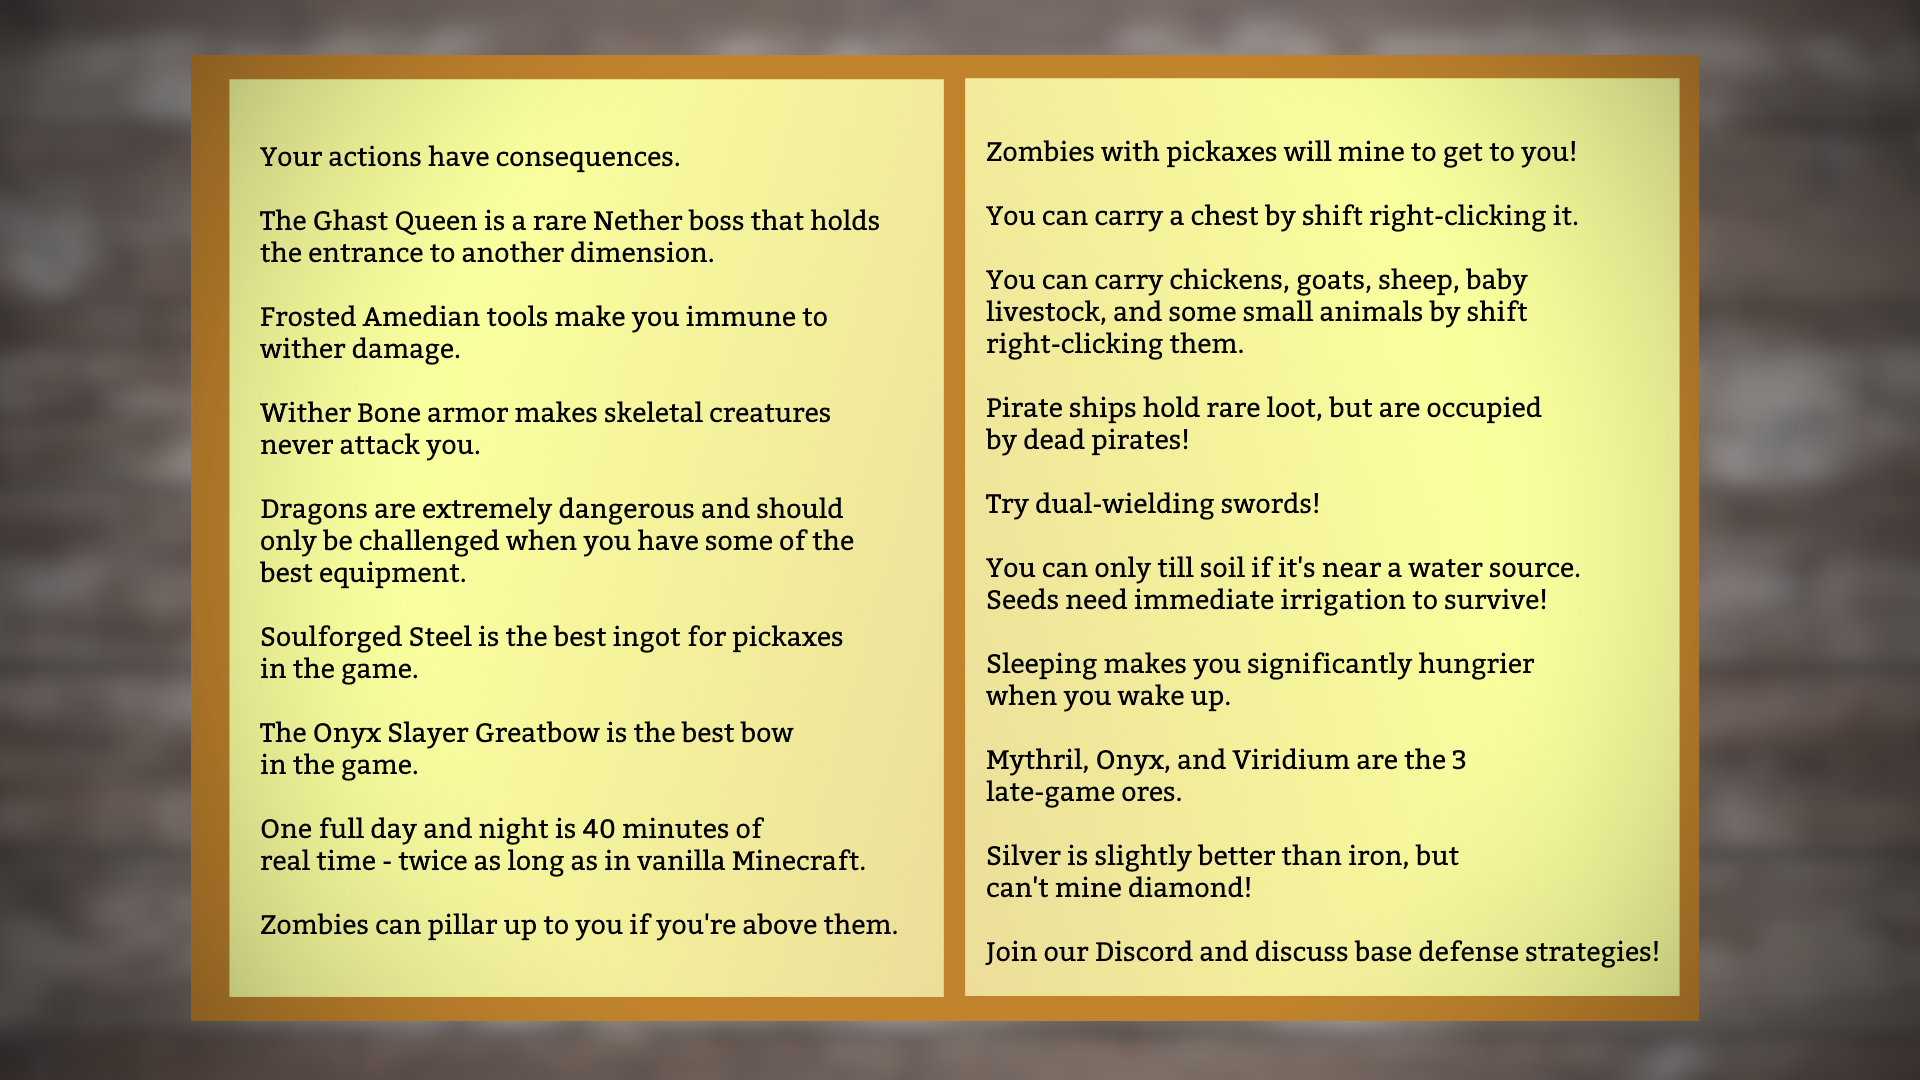 Your actions have consequences.
The Ghast Queen is a rare Nether boss that holds
the entrance to another dimension.
Frosted Amedian tools make you immune to
wither damage.
Wither Bone armor makes skeletal creatures
never attack you.
Dragons are extremely dangerous and should
only be challenged when you have some of the
best equipment.
Soulforged Steel is the best ingot for pickaxes
in the game.
The Onyx Slayer Greatbow is the best bow
in the game.
One full day and night is 40 minutes of
real time - twice as long as in vanilla Minecraft.
Zombies can pillar up to you if you're above them.
Zombies with pickaxes will mine to get to you!
You can carry a chest by shift right-clicking it.
You can carry chickens, goats, sheep, baby
livestock, and some small animals by shift
right-clicking them.
Pirate ships hold rare loot, but are occupied
by dead pirates!
Try dual-wielding swords!
You can only till soil if it's near a water source.
Seeds need immediate irrigation to survive!
Sleeping makes you significantly hungrier
when you wake up.
Mythril, Onyx, and Viridium are the 3
late-game ores.
Silver is slightly better than iron, but
can't mine diamond!
Join our Discord and discuss base defense strategies!